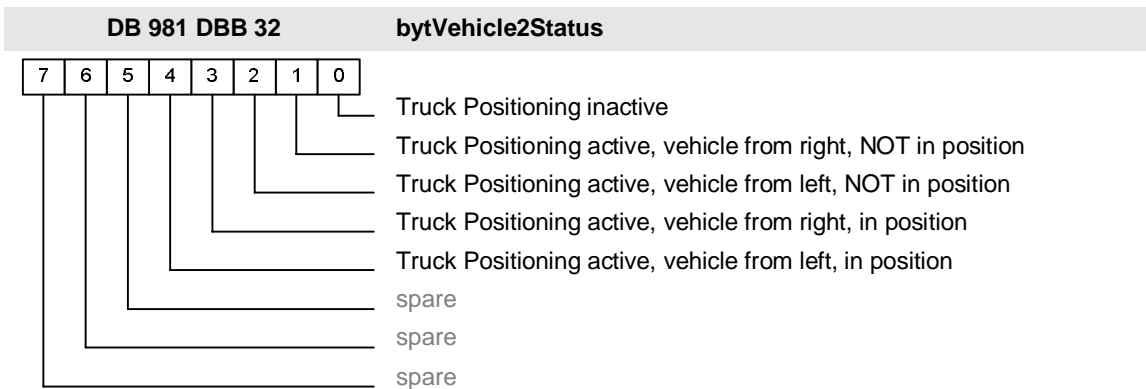 DB 981 DBB 32 bytVehicle2Status
7 6 5 4 3 2 1 0
Truck Positioning inactive
Truck Positioning active, vehicle from right, NOT in position
Truck Positioning active, vehicle from left, NOT in position
Truck Positioning active, vehicle from right, in position
Truck Positioning active, vehicle from left, in position
spare
spare
spare